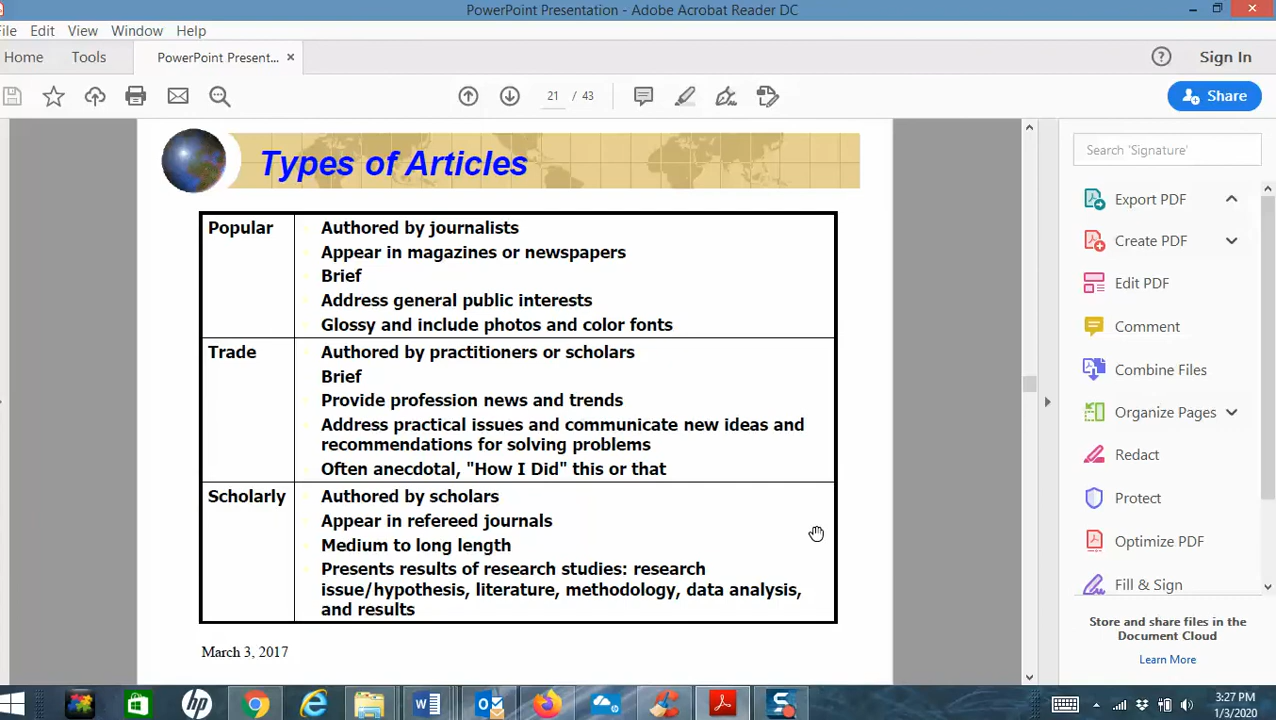 PowerPoint Presentation - Adobe Acrobat Reader DC
File Edit View Window Help
Home Tools PowerPoint Present... × ? Sign In
21 / 43 Share
Types of Articles
Search 'Signature'
Export PDF
Create PDF
Edit PDF
Comment
Combine Files
Organize Pages
Redact
Protect
Optimize PDF
Fill & Sign
Store and share files in the
Document Cloud
Learn More
Popular
Authored by journalists
Appear in magazines or newspapers
Brief
Address general public interests
Glossy and include photos and color fonts
Trade
Authored by practitioners or scholars
Brief
Provide profession news and trends
Address practical issues and communicate new ideas and
recommendations for solving problems
Often anecdotal, "How I Did" this or that
Scholarly
Authored by scholars
Appear in refereed journals
Medium to long length
Presents results of research studies: research
issue/hypothesis, literature, methodology, data analysis,
and results
March 3, 2017
3:27 PM
1/3/2020